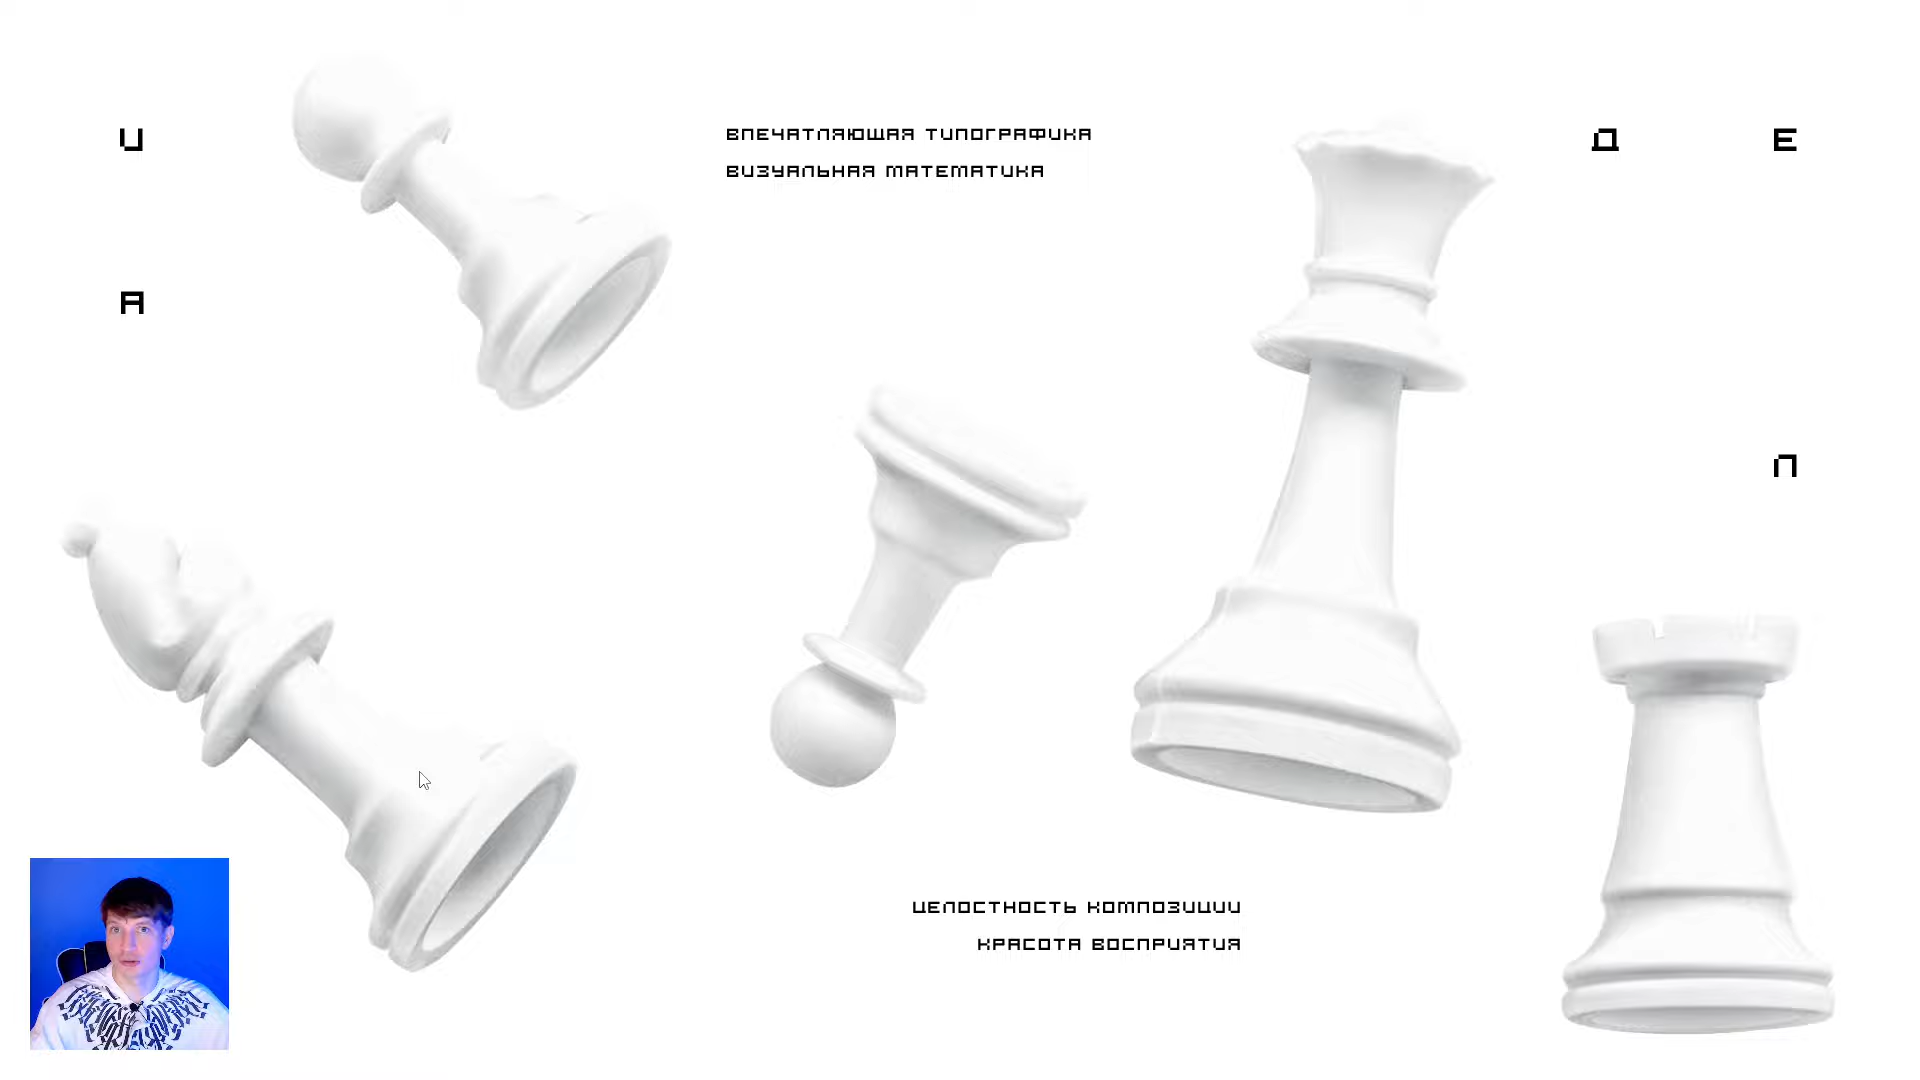 И
ВПЕЧАТЛЯЮЩАЯ ТИПОГРАФИКА
Д Е
ВИЗУАЛЬНАЯ МАТЕМАТИКА
А
Л
ЦЕЛОСТНОСТЬ КОМПОЗИЦИИ
КРАСОТА ВОСПРИЯТИЯ